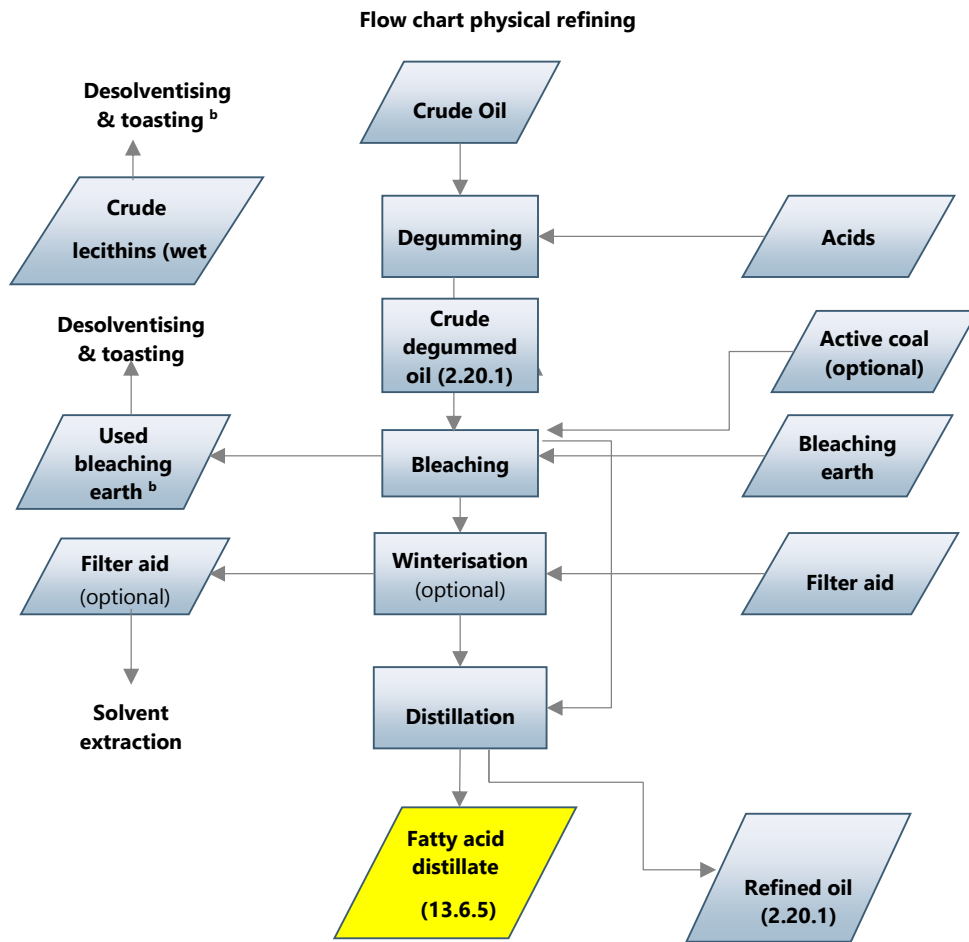 Flow chart physical refining
Desolventising
& toasting b
Crude Oil
Crude
lecithins (wet
Degumming
Acids
Desolventising
& toasting
Crude
degummed
oil (2.20.1)
Active coal
(optional)
Used
bleaching
earth b
Bleaching
Bleaching
earth
Filter aid
(optional)
Winterisation
(optional)
Filter aid
Solvent
extraction
Distillation
Fatty acid
distillate
(13.6.5)
Refined oil
(2.20.1)